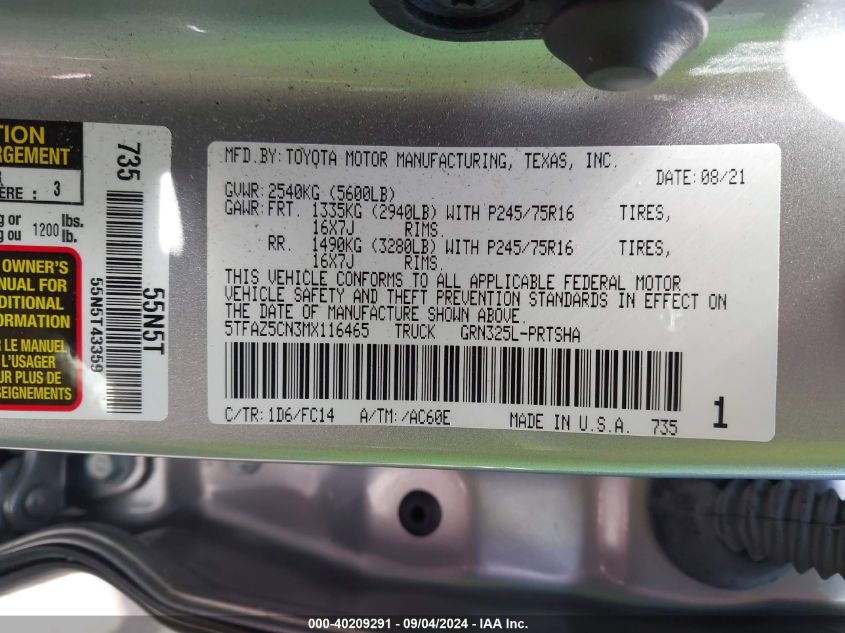 TION
RGEMENT
R
ÈRE : 3
g or 1200 lbs.
g ou lb.
OWNER'S
NUAL FOR
DITIONAL
ORMATION
R LE MANUEL
L'USAGER
UR PLUS DE
SEIGNEMENTS
735
55N5T
55N5T43359
MFD.BY: TOYOTA MOTOR MANUFACTURING, TEXAS, INC.
DATE: 08/21
GVWR: 2540KG (5600LB)
GAWR: FRT. 1335KG (2940LB) WITH P245/75R16 TIRES,
16X7J RIMS.
RR. 1490KG (3280LB) WITH P245/75R16 TIRES,
16X7J RIMS.
THIS VEHICLE CONFORMS TO ALL APPLICABLE FEDERAL MOTOR
VEHICLE SAFETY AND THEFT PREVENTION STANDARDS IN EFFECT ON
THE DATE OF MANUFACTURE SHOWN ABOVE.
5TFAZ5CN3MX116465 TRUCK GRN325L-PRTSHA
C/TR: 1D6/FC14 A/TM: /AC60E MADE IN U.S.A. 735
1
000-40209291 - 09/04/2024 - IAA Inc.